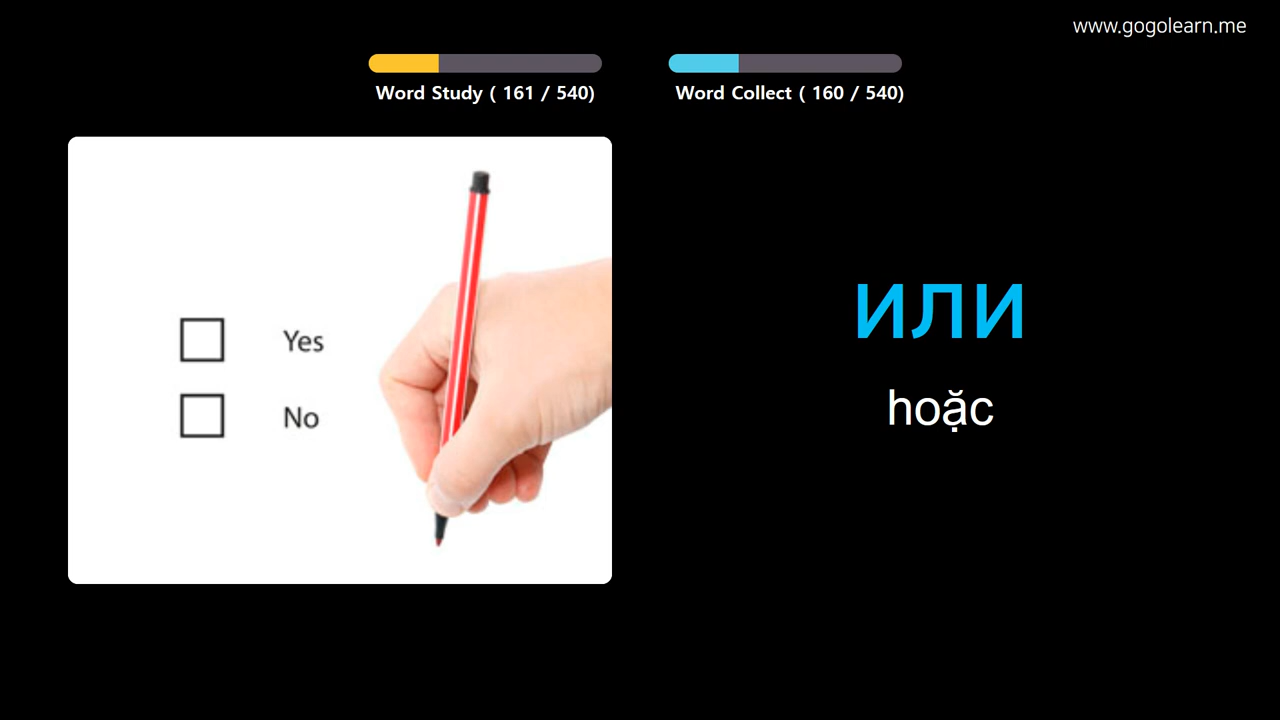 www.gogolearn.me
Word Study ( 161 / 540)
Word Collect ( 160 / 540)
Yes
No
или
hoặc